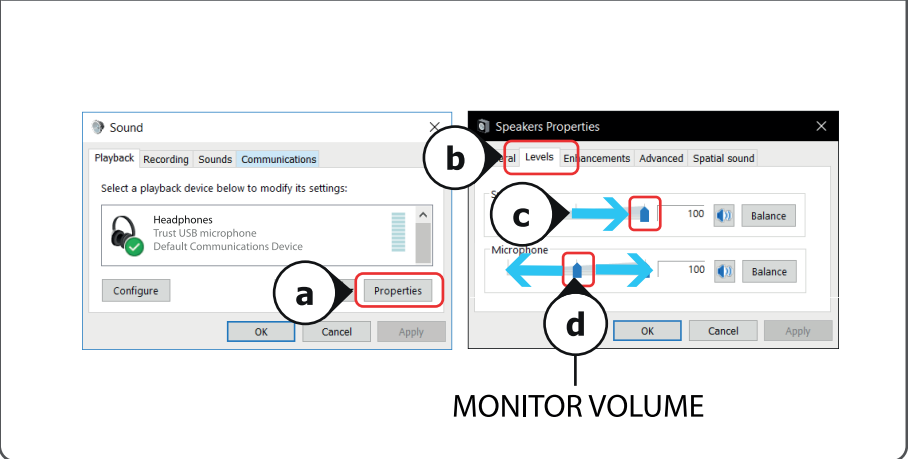 Sound
Playback Recording Sounds Communications
Select a playback device below to modify its settings:
Headphones
Trust USB microphone
Default Communications Device
Configure
a
Properties
OK Cancel Apply
Speakers Properties
b
Levels Enhancements Advanced Spatial sound
c
100 Balance
Microphone
100 Balance
d
OK Cancel Apply
MONITOR VOLUME